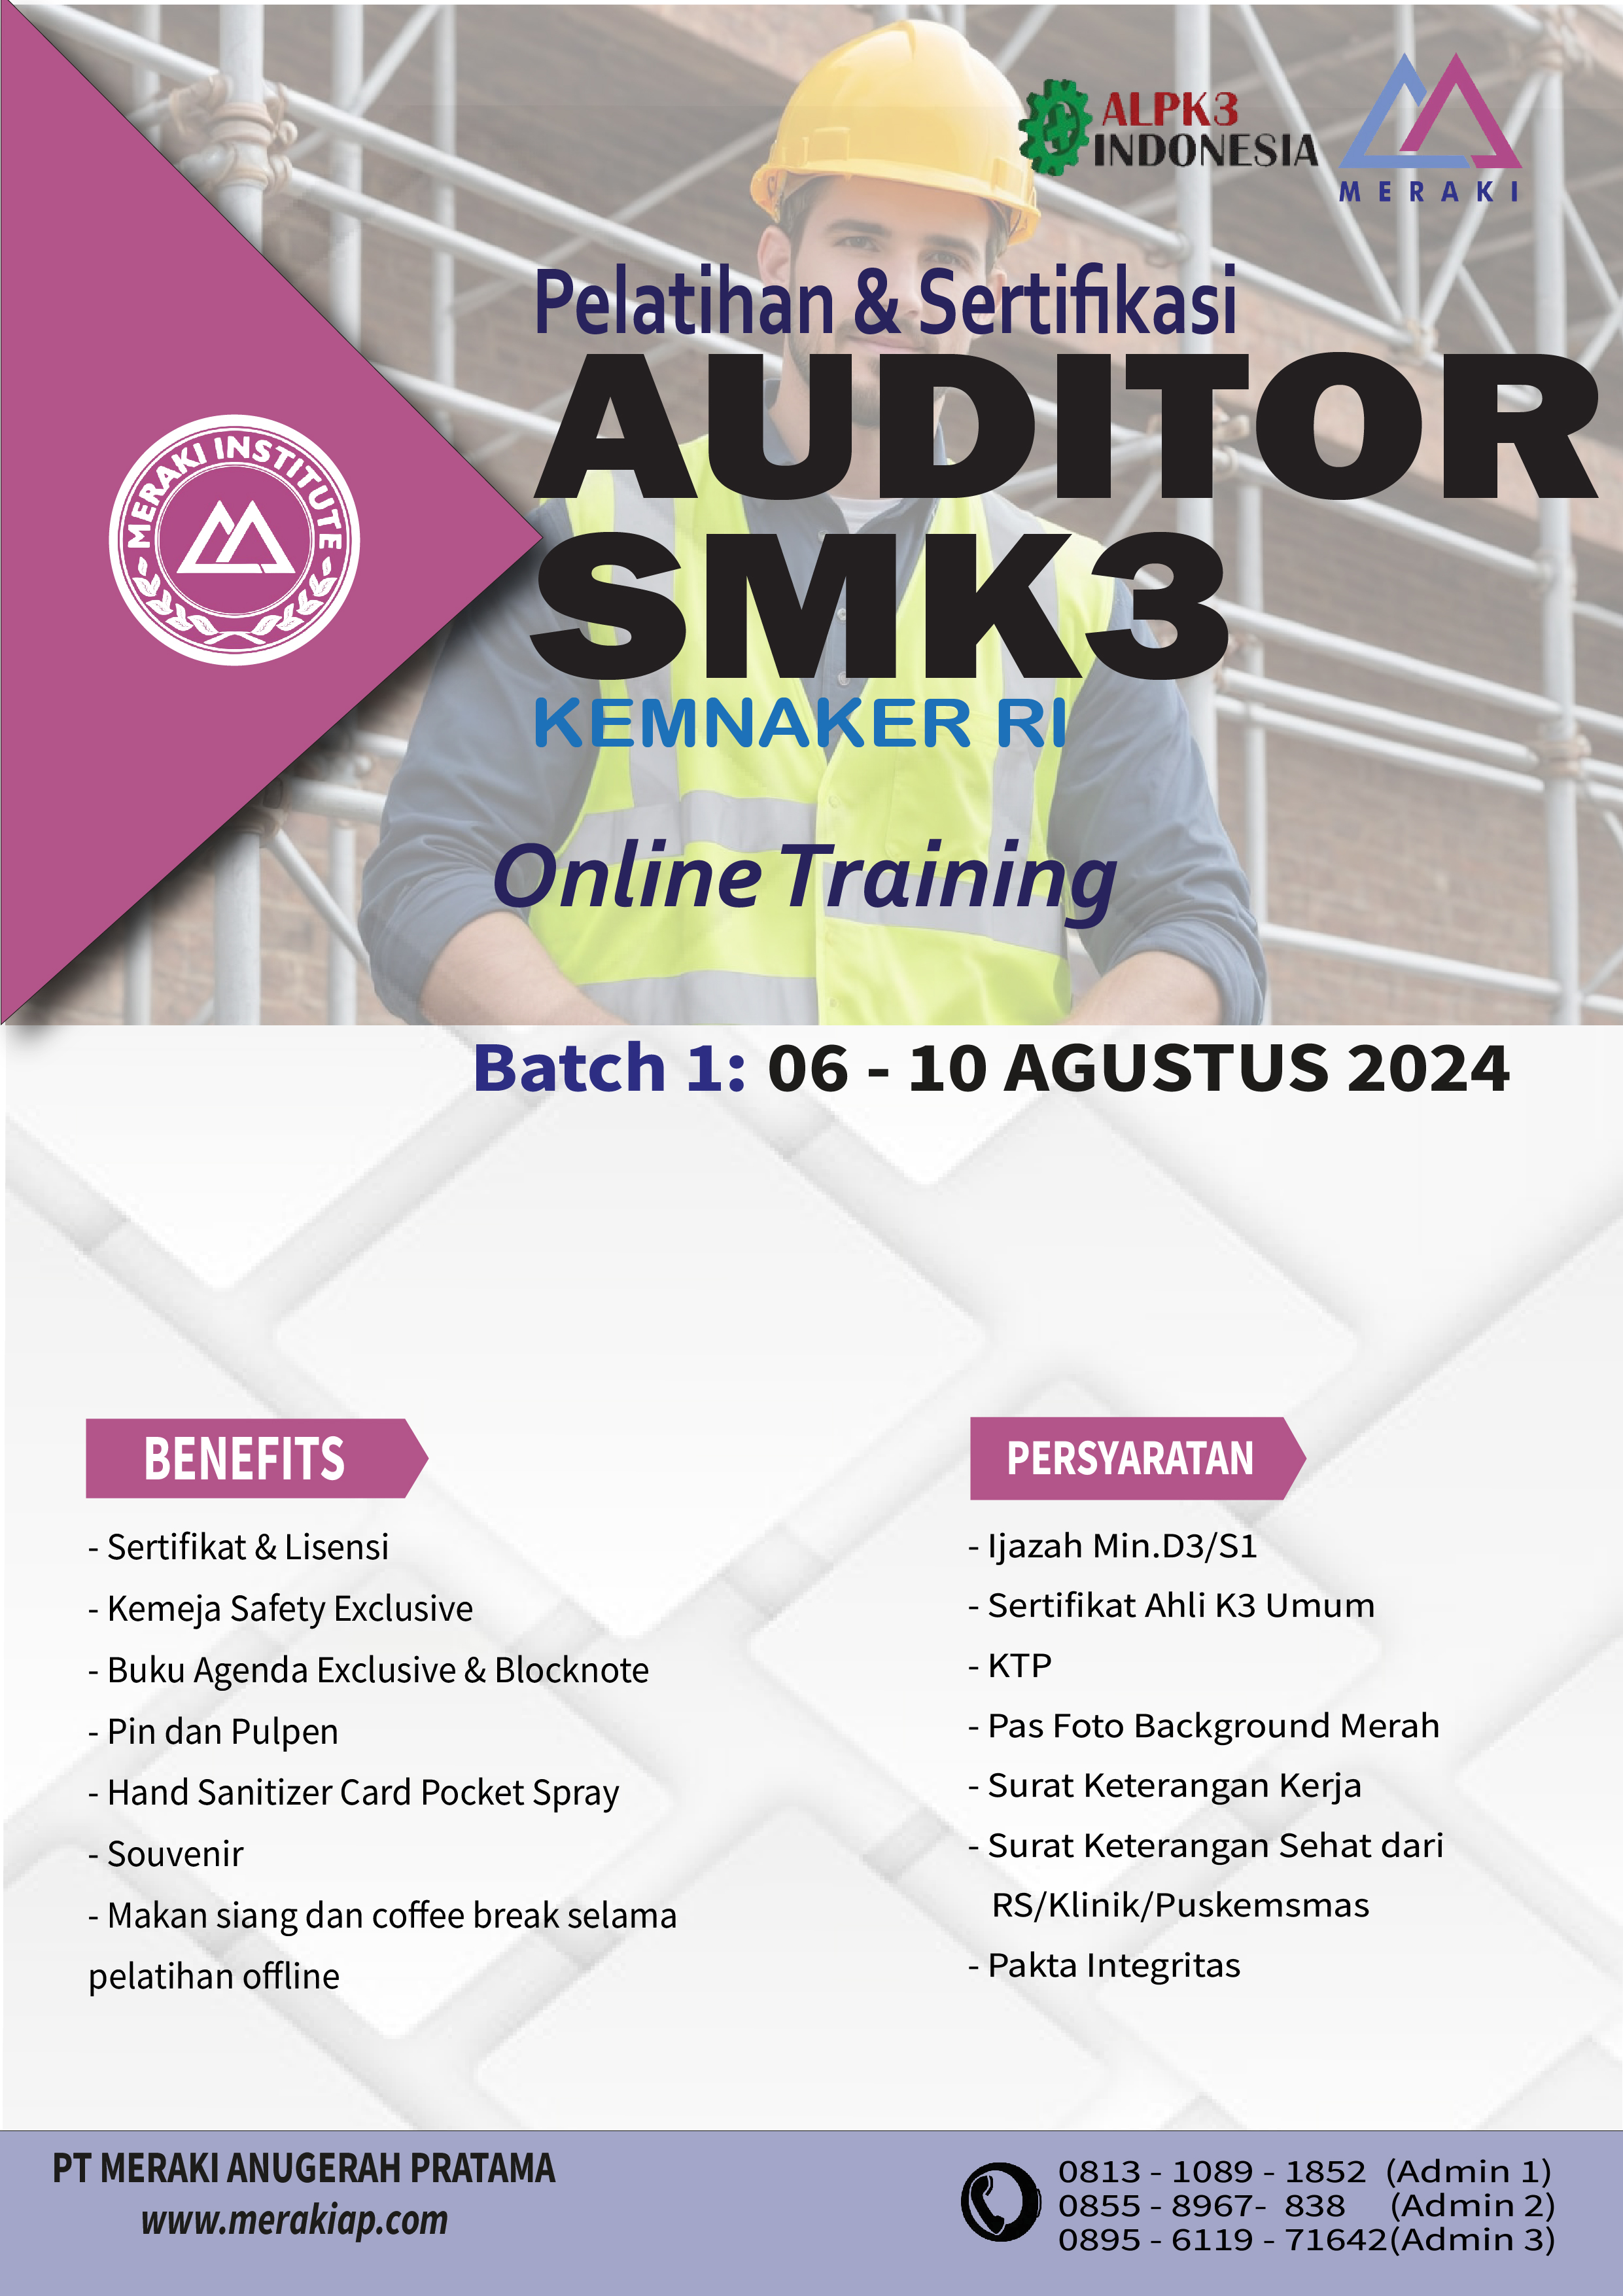 ALPK3
INDONESIA
MERAKI
Pelatihan & Sertifikasi
AUDITOR
SMK3
KEMNAKER RI
MERAKI INSTITUTE
Online Training
Batch 1: 06 - 10 AGUSTUS 2024
BENEFITS
- Sertifikat & Lisensi
- Kemeja Safety Exclusive
- Buku Agenda Exclusive & Blocknote
- Pin dan Pulpen
- Hand Sanitizer Card Pocket Spray
- Souvenir
- Makan siang dan coffee break selama
pelatihan offline
PERSYARATAN
- Ijazah Min.D3/S1
- Sertifikat Ahli K3 Umum
- KTP
- Pas Foto Background Merah
- Surat Keterangan Kerja
- Surat Keterangan Sehat dari
RS/Klinik/Puskemsmas
- Pakta Integritas
PT MERAKI ANUGERAH PRATAMA
www.merakiap.com
0813 - 1089 - 1852 (Admin 1)
0855 - 8967- 838 (Admin 2)
0895 - 6119 - 71642(Admin 3)